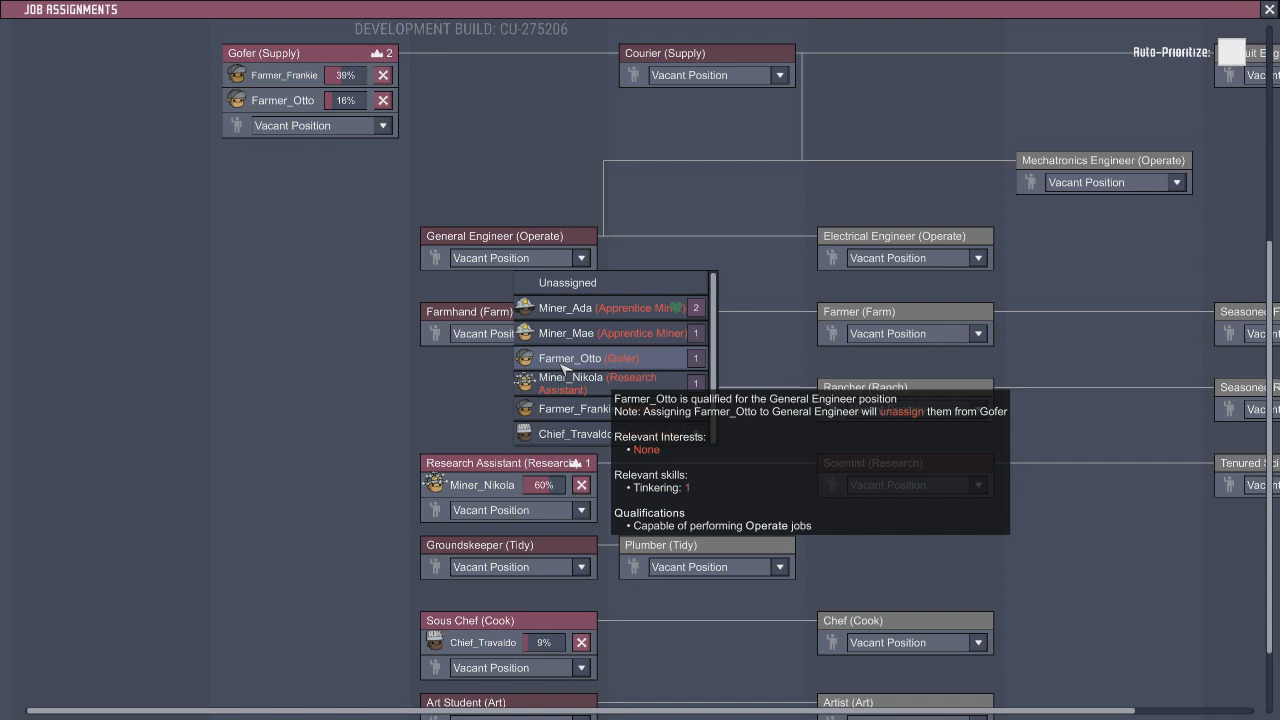 JOB ASSIGNMENTS
DEVELOPMENT BUILD: CU-275206
Gofer (Supply) 2
Courier (Supply)
Auto-Prioritize:
Farmer_Frankie 39%
Vacant Position
Farmer_Otto 16%
Vacant Position
Mechatronics Engineer (Operate)
Vacant Position
General Engineer (Operate)
Electrical Engineer (Operate)
Vacant Position
Vacant Position
Unassigned
Miner_Ada (Apprentice Miner) 2
Farmhand (Farm)
Farmer (Farm)
Miner_Mae (Apprentice Miner) 1
Vacant Posit
Vacant Position
Farmer_Otto (Gofer) 1
Miner_Nikola (Research
Assistant) 1
Rancher (Ranch)
Farmer_Franki
Chief_Travaldo
Farmer_Otto is qualified for the General Engineer position
Note: Assigning Farmer_Otto to General Engineer will unassign them from Gofer
Relevant Interests:
• None
Relevant skills:
• Tinkering: 1
Qualifications
• Capable of performing Operate jobs
Research Assistant (Research 1
Scientist (Research)
Miner_Nikola 60%
Vacant Position
Vacant Position
Groundskeeper (Tidy)
Plumber (Tidy)
Vacant Position
Vacant Position
Sous Chef (Cook)
Chef (Cook)
Chief_Travaldo 9%
Vacant Position
Vacant Position
Art Student (Art)
Artist (Art)